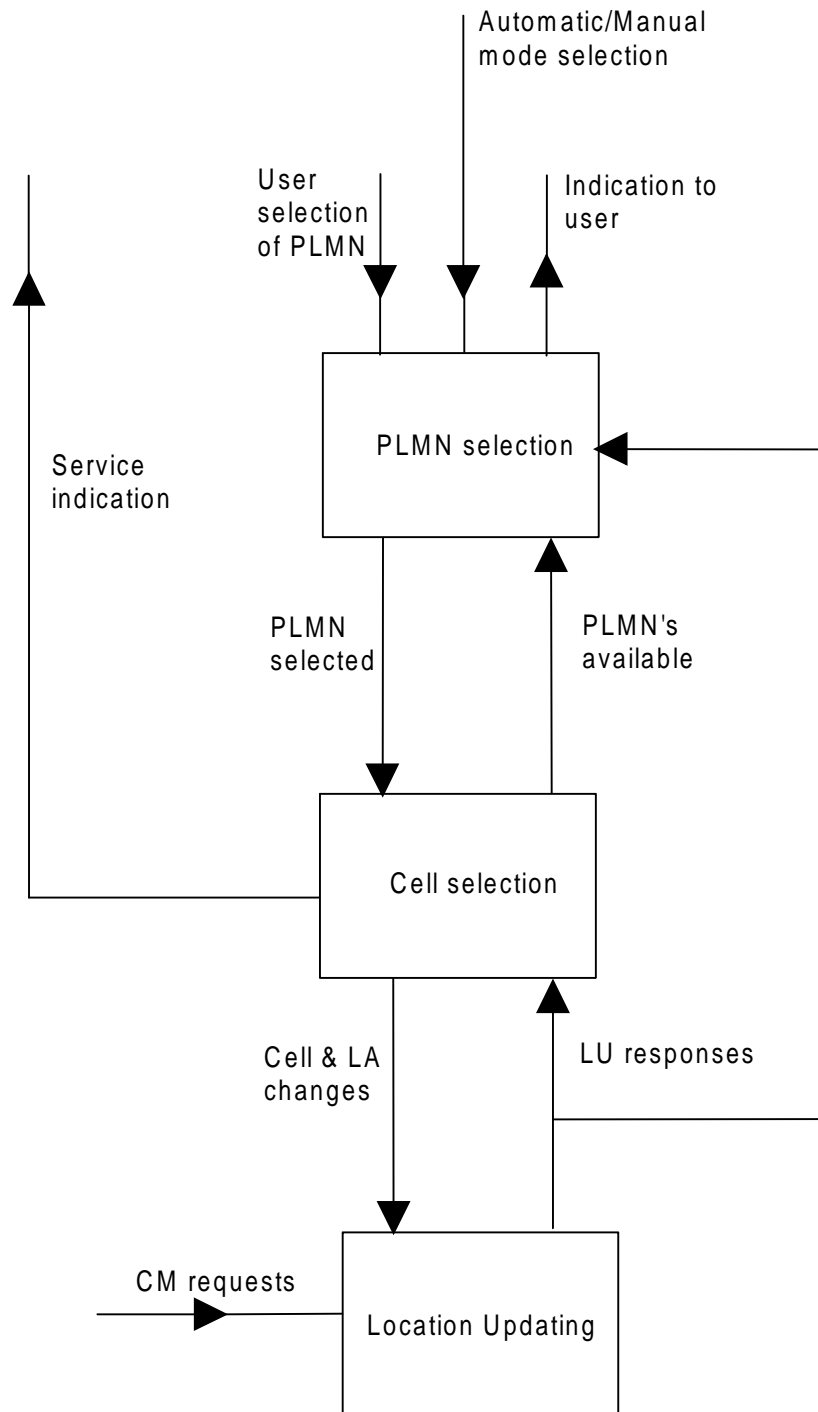 Automatic/Manual
mode selection
User
selection
of PLMN
Indication to
user
PLMN selection
Service
indication
PLMN
selected
PLMN's
available
Cell selection
Cell & LA
changes
LU responses
CM requests
Location Updating